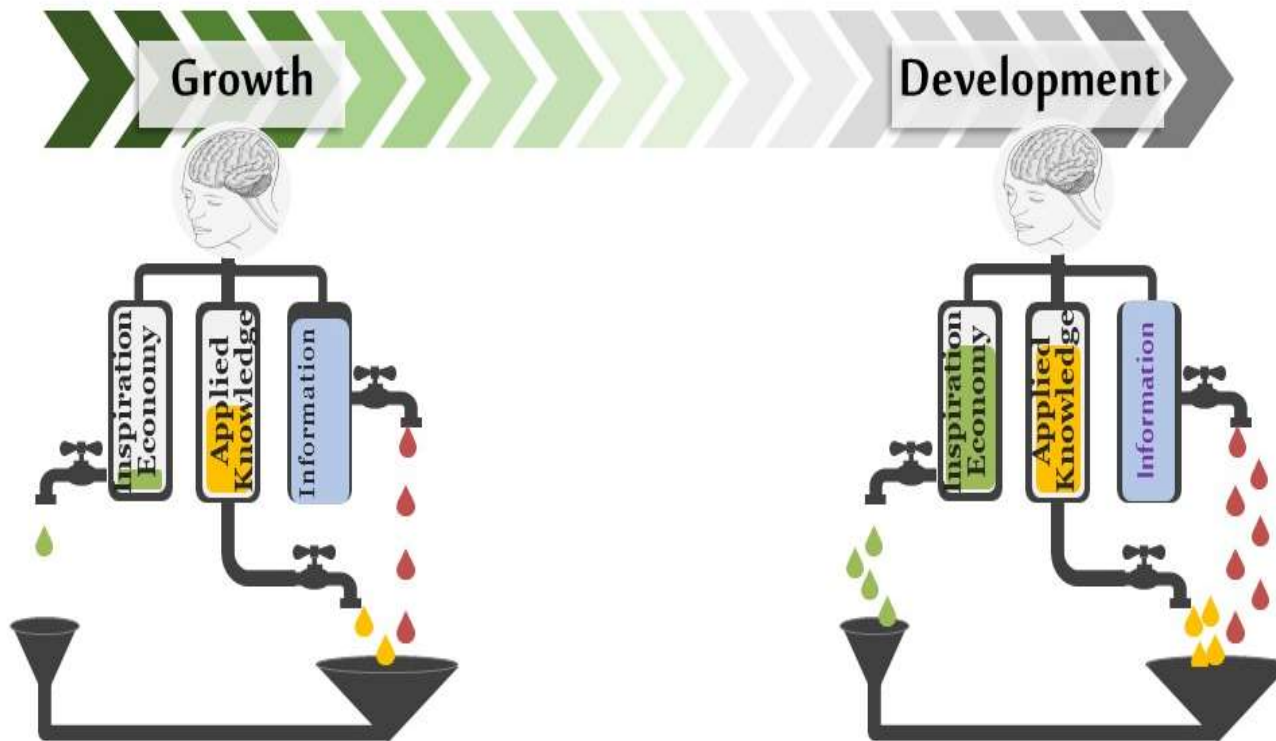 Growth
Development
Inspiration
Economy
Applied
Knowledge
Information
Inspiration
Economy
Applied
Knowledge
Information